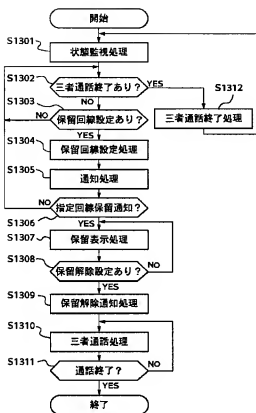 開始
S1301
状態監視処理
S1302
三者通話終了あり?
YES
S1312
三者通話終了処理
NO
S1303
保留回線設定あり?
NO
YES
S1304
保留回線設定処理
S1305
通知処理
NO
指定回線保留通知?
S1306
YES
S1307
保留表示処理
S1308
保留解除設定あり?
NO
YES
S1309
保留解除通知処理
S1310
三者通話処理
S1311
通話終了?
NO
YES
終了